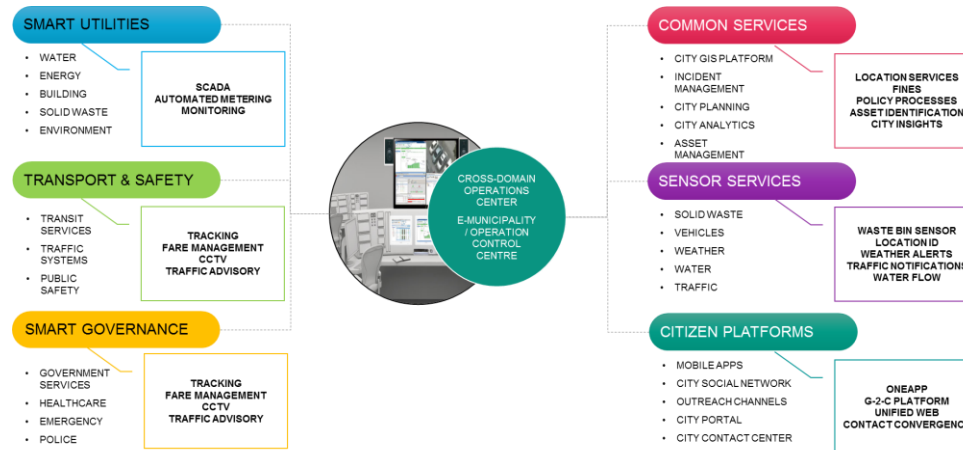 SMART UTILITIES
• WATER
• ENERGY
• BUILDING
• SOLID WASTE
• ENVIRONMENT
SCADA
AUTOMATED METERING
MONITORING
TRANSPORT & SAFETY
• TRANSIT
SERVICES
• TRAFFIC
SYSTEMS
• PUBLIC
SAFETY
TRACKING
FARE MANAGEMENT
CCTV
TRAFFIC ADVISORY
SMART GOVERNANCE
• GOVERNMENT
SERVICES
• HEALTHCARE
• EMERGENCY
• POLICE
TRACKING
FARE MANAGEMENT
CCTV
TRAFFIC ADVISORY
CROSS-DOMAIN
OPERATIONS
CENTER
E-MUNICIPALITY
/ OPERATION
CONTROL
CENTRE
COMMON SERVICES
• CITY GIS PLATFORM
• INCIDENT
MANAGEMENT
• CITY PLANNING
• CITY ANALYTICS
• ASSET
MANAGEMENT
LOCATION SERVICES
FINES
POLICY PROCESSES
ASSET IDENTIFICATION
CITY INSIGHTS
SENSOR SERVICES
• SOLID WASTE
• VEHICLES
• WEATHER
• WATER
• TRAFFIC
WASTE BIN SENSOR
LOCATION ID
WEATHER ALERTS
TRAFFIC NOTIFICATIONS
WATER FLOW
CITIZEN PLATFORMS
• MOBILE APPS
• CITY SOCIAL NETWORK
• OUTREACH CHANNELS
• CITY PORTAL
• CITY CONTACT CENTER
ONEAPP
G-2-C PLATFORM
UNIFIED WEB
CONTACT CONVERGENC